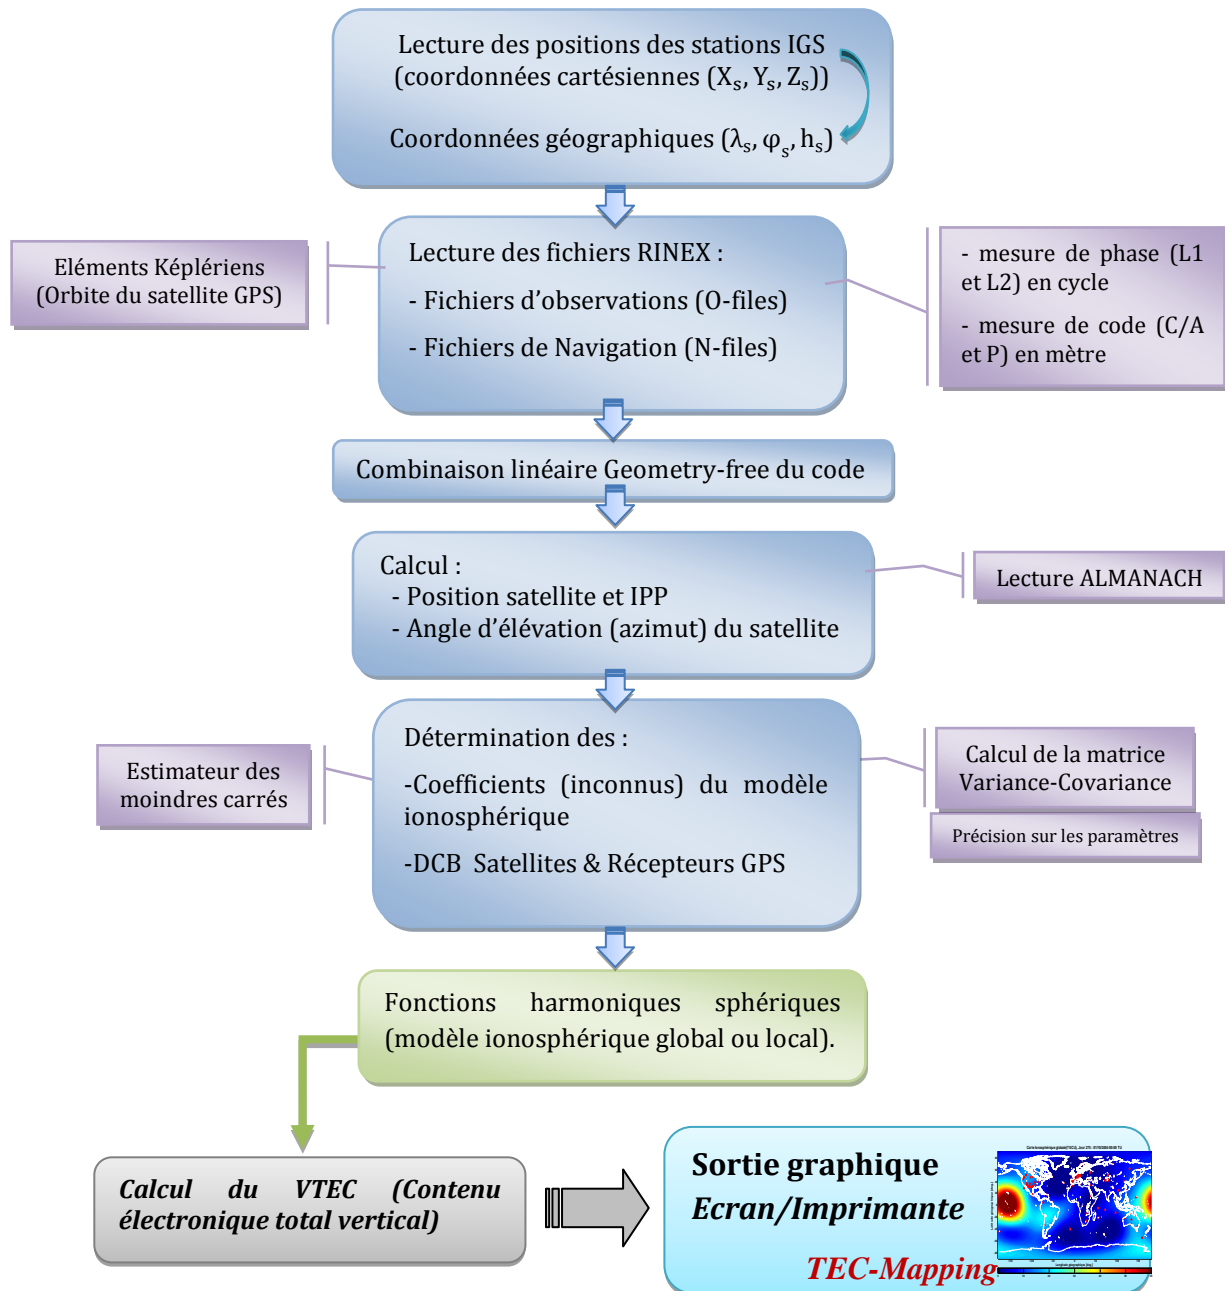 Lecture des positions des stations IGS
(coordonnées cartésiennes (Xs, Ys, Zs))
Coordonnées géographiques (λs, φs, hs)
Eléments Képlériens
(Orbite du satellite GPS)
Lecture des fichiers RINEX :
- Fichiers d’observations (O-files)
- Fichiers de Navigation (N-files)
- mesure de phase (L1
et L2) en cycle
- mesure de code (C/A
et P) en mètre
Combinaison linéaire Geometry-free du code
Calcul :
- Position satellite et IPP
- Angle d’élévation (azimut) du satellite
Lecture ALMANACH
Estimateur des
moindres carrés
Détermination des :
-Coefficients (inconnus) du modèle
ionosphérique
-DCB Satellites & Récepteurs GPS
Calcul de la matrice
Variance-Covariance
Précision sur les paramètres
Fonctions harmoniques sphériques
(modèle ionosphérique global ou local).
Calcul du VTEC (Contenu
électronique total vertical)
Sortie graphique
Ecran/Imprimante
TEC-Mapping